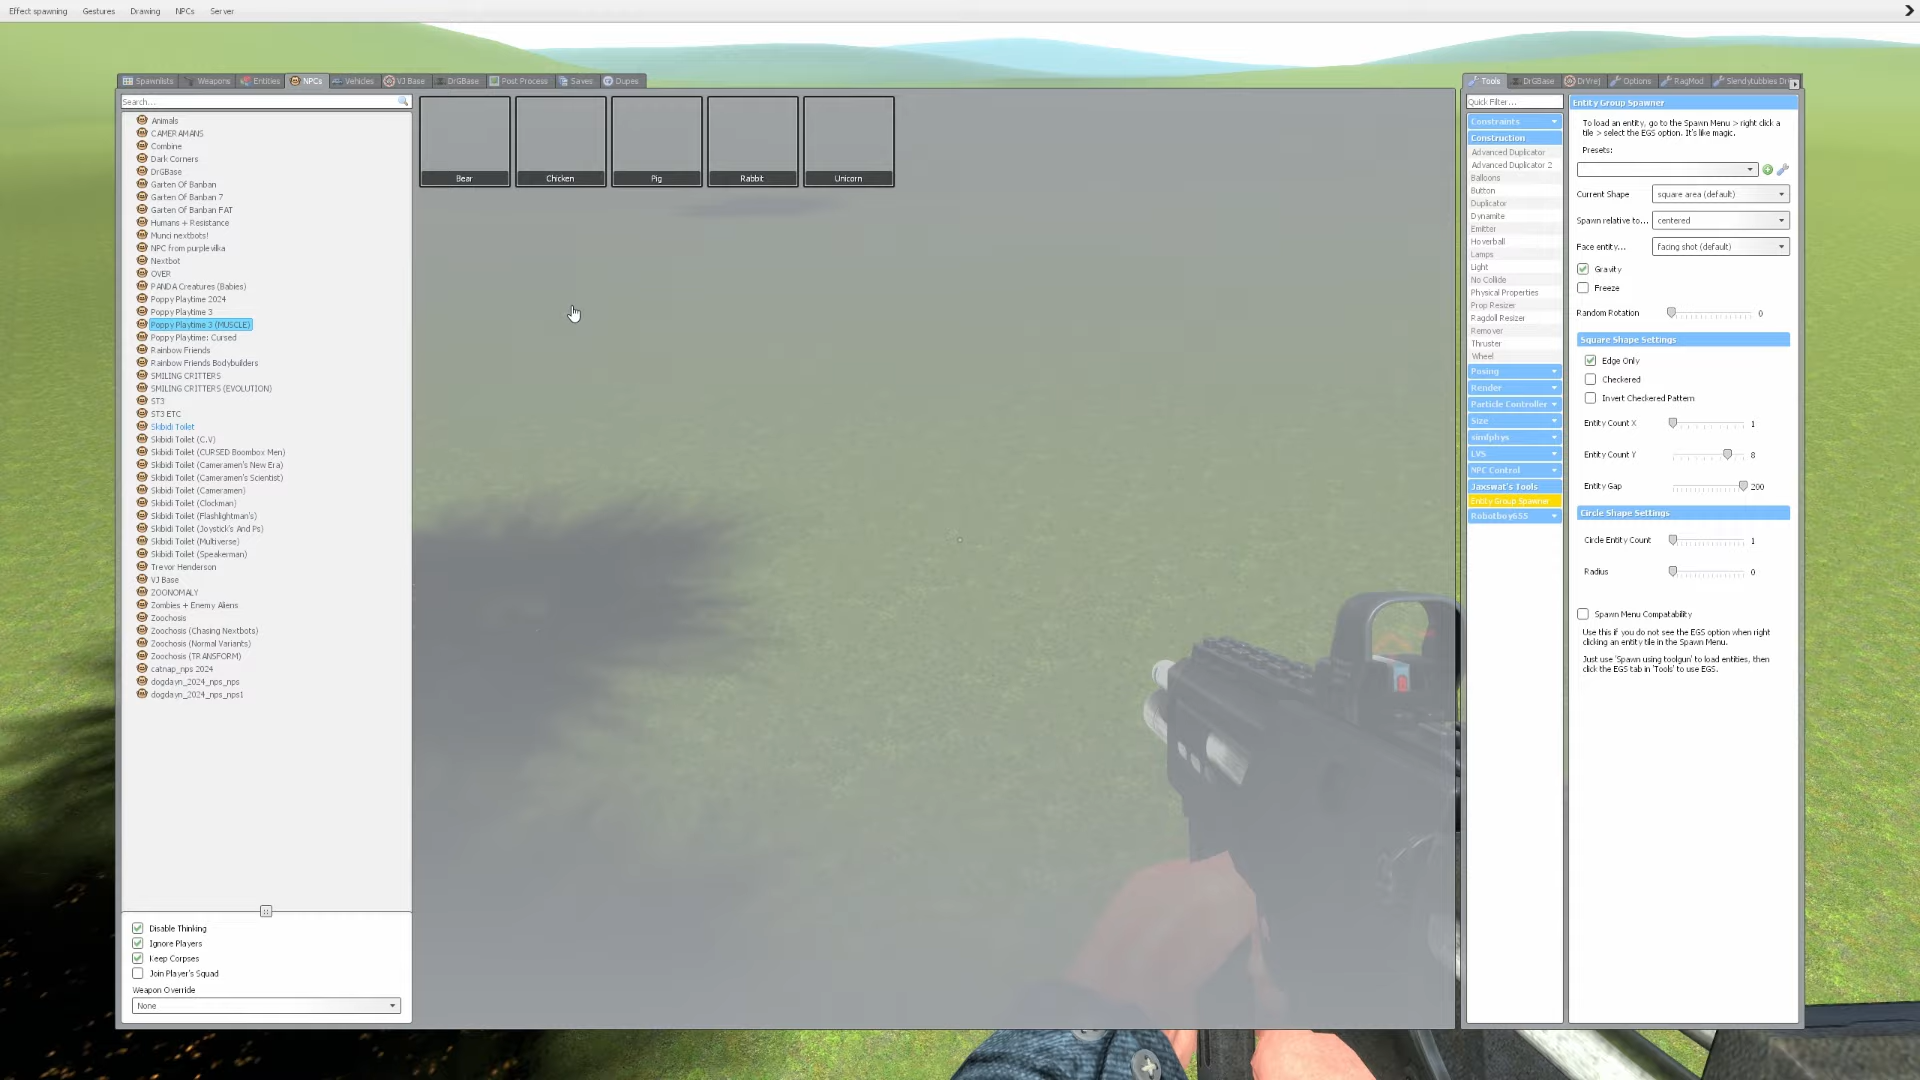 Effect spawning Gestures Drawing NPCs Server
Spawnlists Weapons Entities NPCs Vehicles VJ Base DrGBase Post Process Saves Dupes
Search...
Animals
CAMERAMANS
Combine
Dark Corners
DrGBase
Garten Of Banban
Garten Of Banban 7
Garten Of Banban FAT
Humans + Resistance
Munci nextbots!
NPC from purplevilka
Nextbot
OVER
PANDA Creatures (Babies)
Poppy Playtime 2024
Poppy Playtime 3
Poppy Playtime 3 (MUSCLE)
Poppy Playtime: Cursed
Rainbow Friends
Rainbow Friends Bodybuilders
SMILING CRITTERS
SMILING CRITTERS (EVOLUTION)
ST3
ST3 ETC
Skibidi Toilet
Skibidi Toilet (C.V)
Skibidi Toilet (CURSED Boombox Men)
Skibidi Toilet (Cameramen's New Era)
Skibidi Toilet (Cameramen's Scientist)
Skibidi Toilet (Cameramen)
Skibidi Toilet (Clockman)
Skibidi Toilet (Flashlightman's)
Skibidi Toilet (Joystick's And Ps)
Skibidi Toilet (Multiverse)
Skibidi Toilet (Speakerman)
Trevor Henderson
VJ Base
ZOONOMALY
Zombies + Enemy Aliens
Zoochosis
Zoochosis (Chasing Nextbots)
Zoochosis (Normal Variants)
Zoochosis (TRANSFORM)
catnap_nps 2024
dogdayn_2024_nps_nps
dogdayn_2024_nps_nps1
Disable Thinking
Ignore Players
Keep Corpses
Join Player's Squad
Weapon Override
None
Bear Chicken Pig Rabbit Unicorn
Tools DrGBase DrVrej Options RagMod Slendytubbies Dr
Quick Filter...
Constraints
Construction
Advanced Duplicator
Advanced Duplicator 2
Balloons
Button
Duplicator
Dynamite
Emitter
Hoverball
Lamps
Light
No Collide
Physical Properties
Prop Resizer
Ragdoll Resizer
Remover
Thruster
Wheel
Posing
Render
Particle Controller
Size
simfphys
LVS
NPC Control
Jaxswat's Tools
Entity Group Spawner
Robotboy655
Entity Group Spawner
To load an entity, go to the Spawn Menu > right click a
tile > select the EGS option. It's like magic.
Presets:
Current Shape square area (default)
Spawn relative to... centered
Face entity... facing shot (default)
Gravity
Freeze
Random Rotation 0
Square Shape Settings
Edge Only
Checkered
Invert Checkered Pattern
Entity Count X 1
Entity Count Y 8
Entity Gap 200
Circle Shape Settings
Circle Entity Count 1
Radius 0
Spawn Menu Compatability
Use this if you do not see the EGS option when right
clicking an entity tile in the Spawn Menu.
Just use 'Spawn using toolgun' to load entities, then
click the EGS tab in 'Tools' to use EGS.